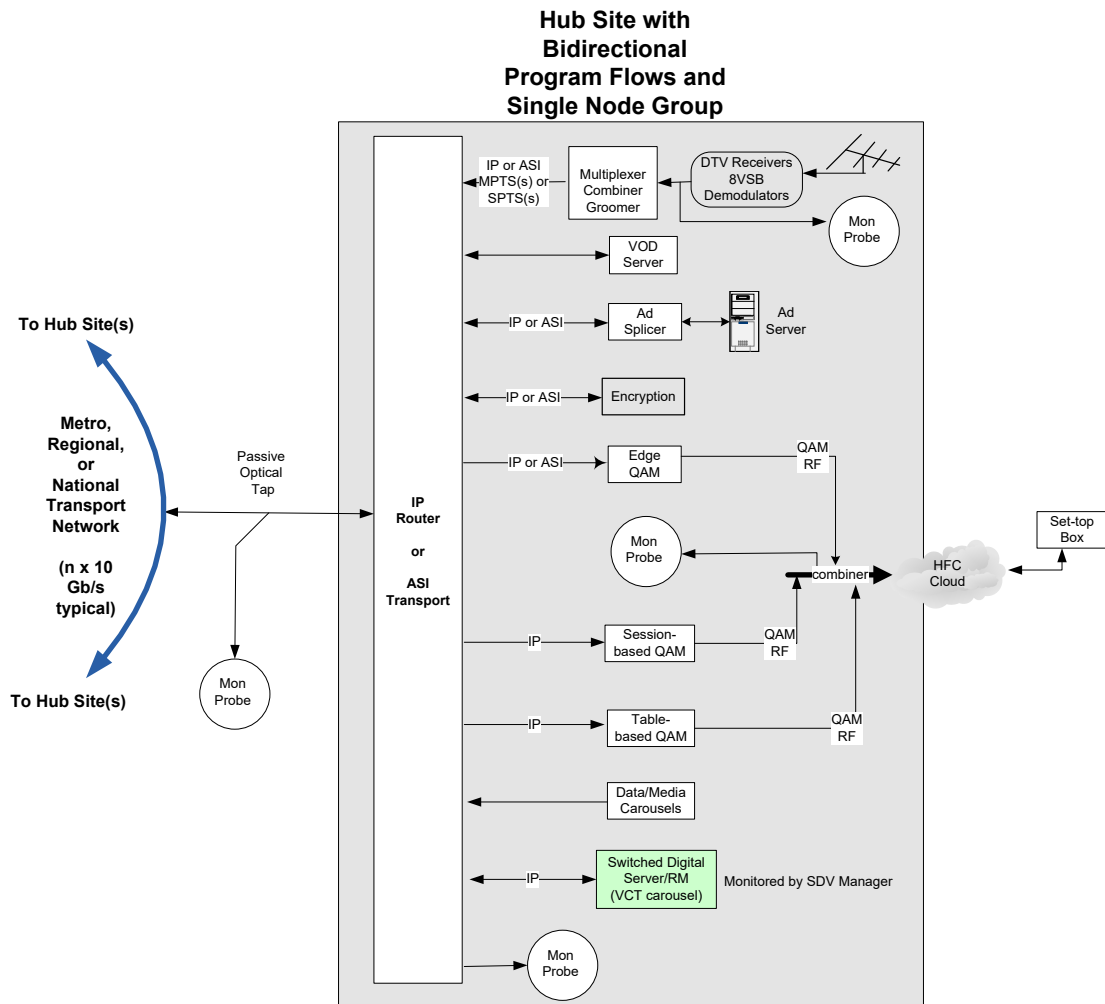 Hub Site with
Bidirectional
Program Flows and
Single Node Group
IP or ASI
MPTS(s) or
SPTS(s)
Multiplexer
Combiner
Groomer
DTV Receivers
8VSB
Demodulators
Mon
Probe
VOD
Server
To Hub Site(s)
IP or ASI
Ad
Splicer
Ad
Server
IP or ASI
Encryption
Metro,
Regional,
or
National
Transport
Network
(n x 10
Gb/s
typical)
Passive
Optical
Tap
IP or ASI
Edge
QAM
QAM
RF
IP
Router
or
ASI
Transport
Mon
Probe
combiner
HFC
Cloud
Set-top
Box
IP
Session-
based QAM
QAM
RF
To Hub Site(s)
Mon
Probe
IP
Table-
based QAM
QAM
RF
Data/Media
Carousels
IP
Switched Digital
Server/RM
(VCT carousel)
Monitored by SDV Manager
Mon
Probe